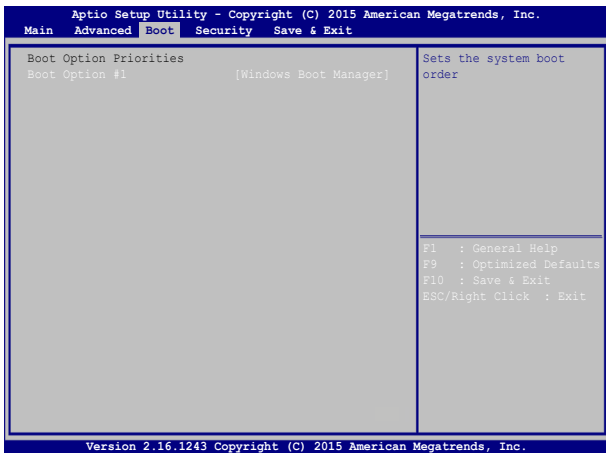 Aptio Setup Utility - Copyright (C) 2015 American Megatrends, Inc.
Main Advanced Boot Security Save & Exit
Boot Option Priorities
Boot Option #1 [Windows Boot Manager]
Sets the system boot
order
F1 : General Help
F9 : Optimized Defaults
F10 : Save & Exit
ESC/Right Click : Exit
Version 2.16.1243 Copyright (C) 2015 American Megatrends, Inc.